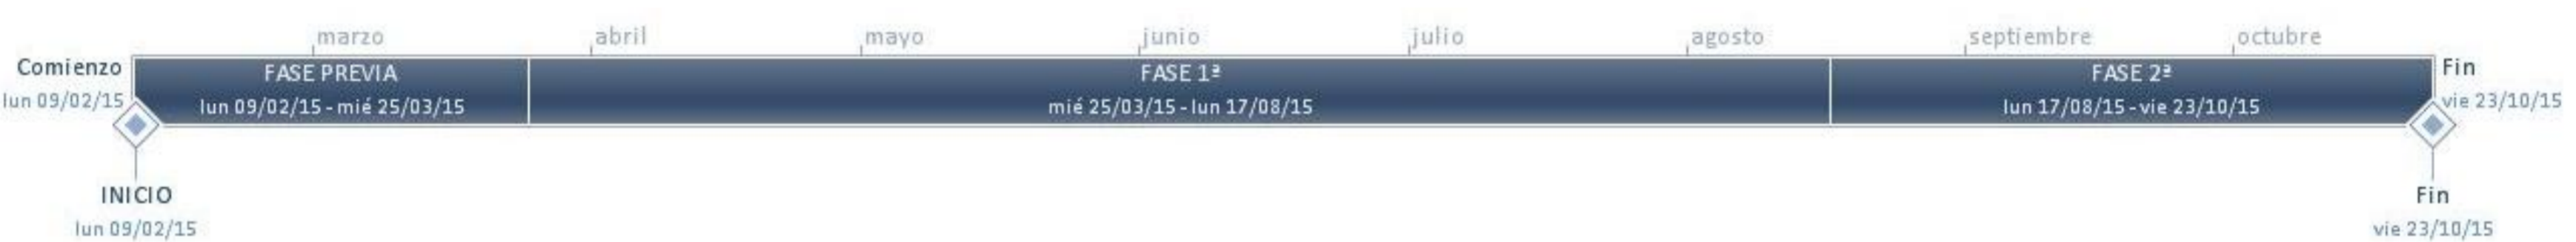 marzo abril mayo junio julio agosto septiembre octubre
Comienzo
lun 09/02/15
FASE PREVIA
lun 09/02/15 - mié 25/03/15
FASE 1ª
mié 25/03/15 - lun 17/08/15
FASE 2ª
lun 17/08/15 - vie 23/10/15
Fin
vie 23/10/15
INICIO
lun 09/02/15
Fin
vie 23/10/15